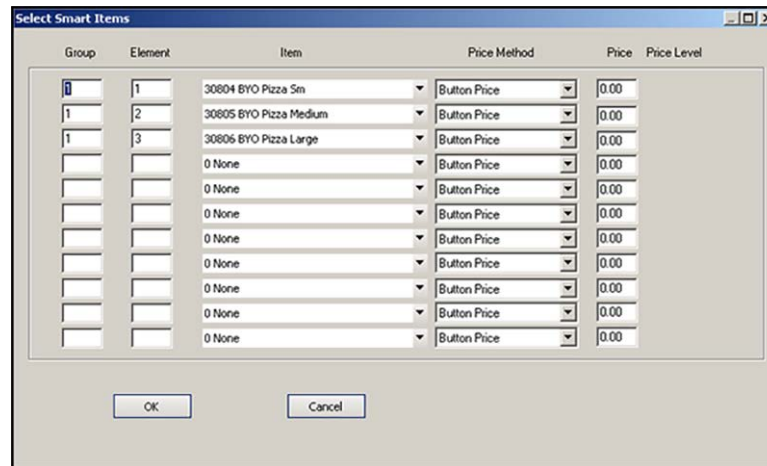 Select Smart Items
Group Element Item Price Method Price Price Level
1 1 30804 BYO Pizza Sm Button Price 0.00
1 2 30805 BYO Pizza Medium Button Price 0.00
1 3 30806 BYO Pizza Large Button Price 0.00
0 None Button Price 0.00
0 None Button Price 0.00
0 None Button Price 0.00
0 None Button Price 0.00
0 None Button Price 0.00
0 None Button Price 0.00
0 None Button Price 0.00
0 None Button Price 0.00
OK Cancel